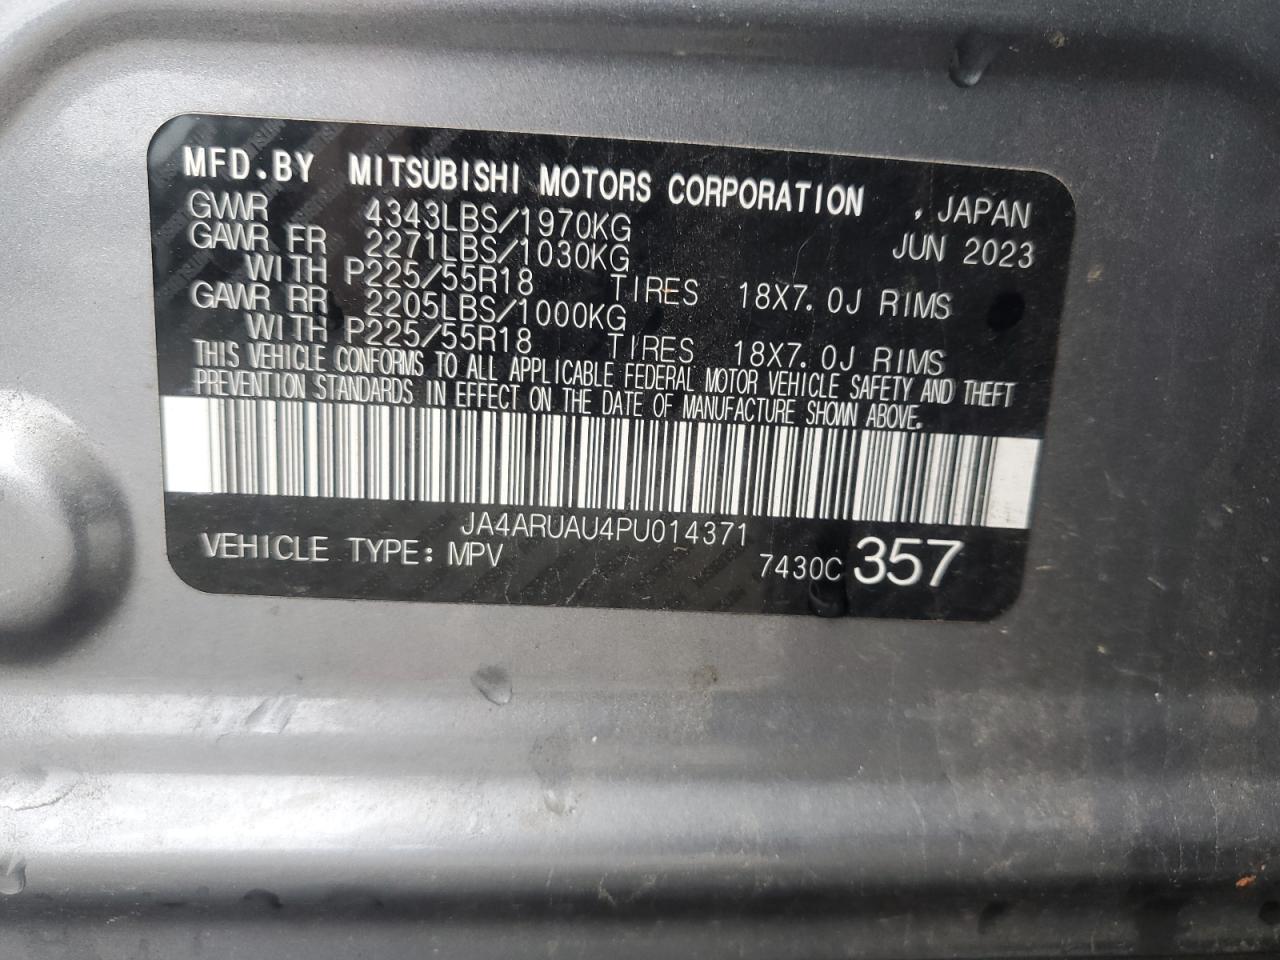 MFD.BY MITSUBISHI MOTORS CORPORATION , JAPAN
GVWR 4343LBS/1970KG JUN 2023
GAWR FR 2271LBS/1030KG
WITH P225/55R18 TIRES 18X7.0J RIMS
GAWR RR 2205LBS/1000KG
WITH P225/55R18 TIRES 18X7.0J RIMS
THIS VEHICLE CONFORMS TO ALL APPLICABLE FEDERAL MOTOR VEHICLE SAFETY AND THEFT
PREVENTION STANDARDS IN EFFECT ON THE DATE OF MANUFACTURE SHOWN ABOVE.
JA4ARUAU4PU014371
VEHICLE TYPE: MPV 7430C 357